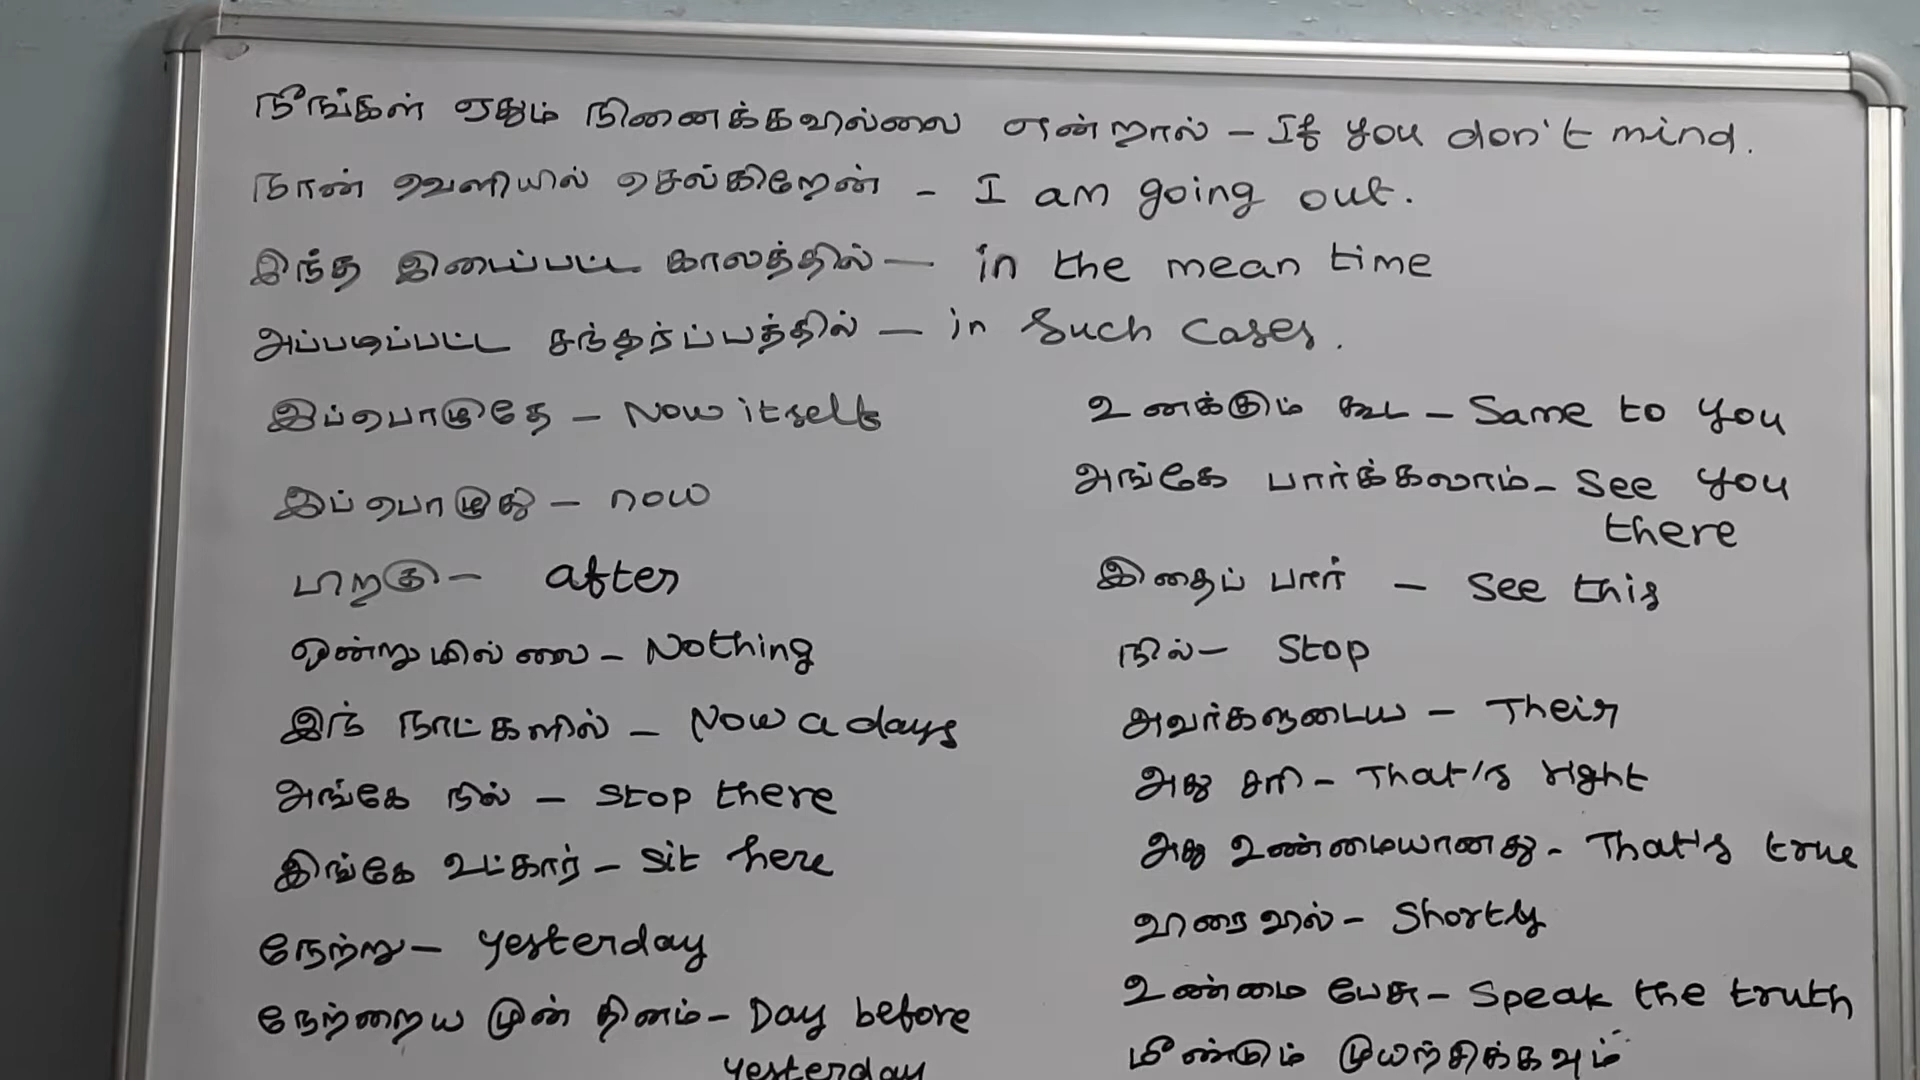 நீங்கள் ஏதும் நினைக்கவில்லை என்றால் – If you don't mind.
நான் வெளியில் செல்கிறேன் – I am going out.
இந்த இடைப்பட்ட காலத்தில் – in the mean time
அப்படிப்பட்ட சந்தர்ப்பத்தில் – in such cases.
இப்பொழுதே – Now itself
இப்பொழுது – now
பிறகு – after
ஒன்றுமில்லை – Nothing
இந் நாட்களில் – Now a days
அங்கே நில் – stop there
இங்கே உட்கார் – sit here
நேற்று – yesterday
நேற்றைய முன் தினம் – Day before
yesterday
உனக்கும் கூட – Same to you
அங்கே பார்க்கலாம் – See you
there
இதைப் பார் – See this
நில் – Stop
அவர்களுடைய – Their
அது சரி – That's right
அது உண்மையானது – That's true
விரைவில் – Shortly
உண்மை பேசு – Speak the truth
மீண்டும் முயற்சிக்கவும்